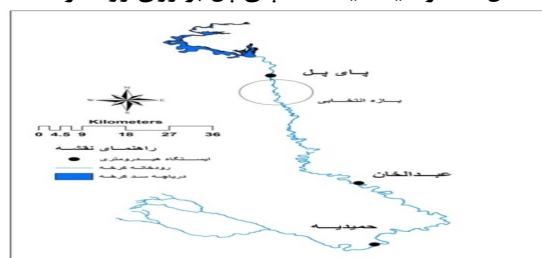 پای پل
بازه انتخابی
Kilometers
0 4.5 9 18 27 36
راهنمای نقشه
ایستگاه هیدرومتری
رودخانه کرخه
دریاچه سد کرخه
عبدالخان
حمیدیه